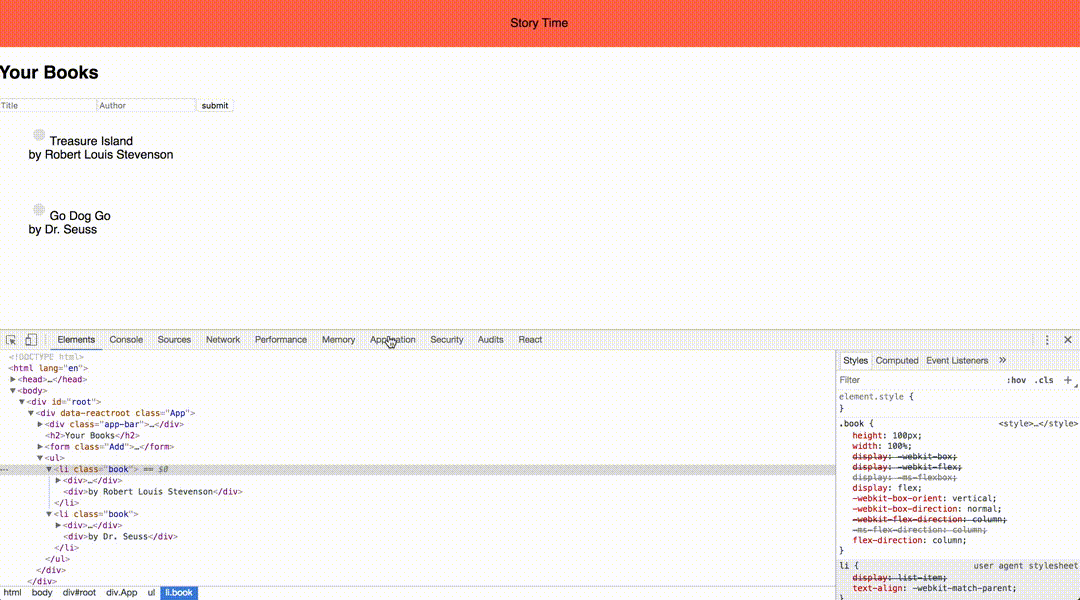 Story Time
Your Books
Title Author submit
Treasure Island
by Robert Louis Stevenson
Go Dog Go
by Dr. Seuss
Elements Console Sources Network Performance Memory Application Security Audits React
<!DOCTYPE html>
<html lang="en">
▶<head>…</head>
▼<body>
▼<div id="root">
▼<div data-reactroot class="App">
▶<div class="app-bar">…</div>
<h2>Your Books</h2>
▶<form class="Add">…</form>
▼<ul>
… ▼<li class="book"> == $0
▶<div>…</div>
<div>by Robert Louis Stevenson</div>
</li>
▼<li class="book">
▶<div>…</div>
<div>by Dr. Seuss</div>
</li>
</ul>
</div>
</div>
html body div#root div.App ul li.book
Styles Computed Event Listeners »
Filter :hov .cls +
element.style {
}
.book { <style>…</style>
height: 100px;
width: 100%;
display: -webkit-box;
display: -webkit-flex;
display: -ms-flexbox;
display: flex;
-webkit-box-orient: vertical;
-webkit-box-direction: normal;
-webkit-flex-direction: column;
-ms-flex-direction: column;
flex-direction: column;
}
li { user agent stylesheet
display: list-item;
text-align: -webkit-match-parent;
}